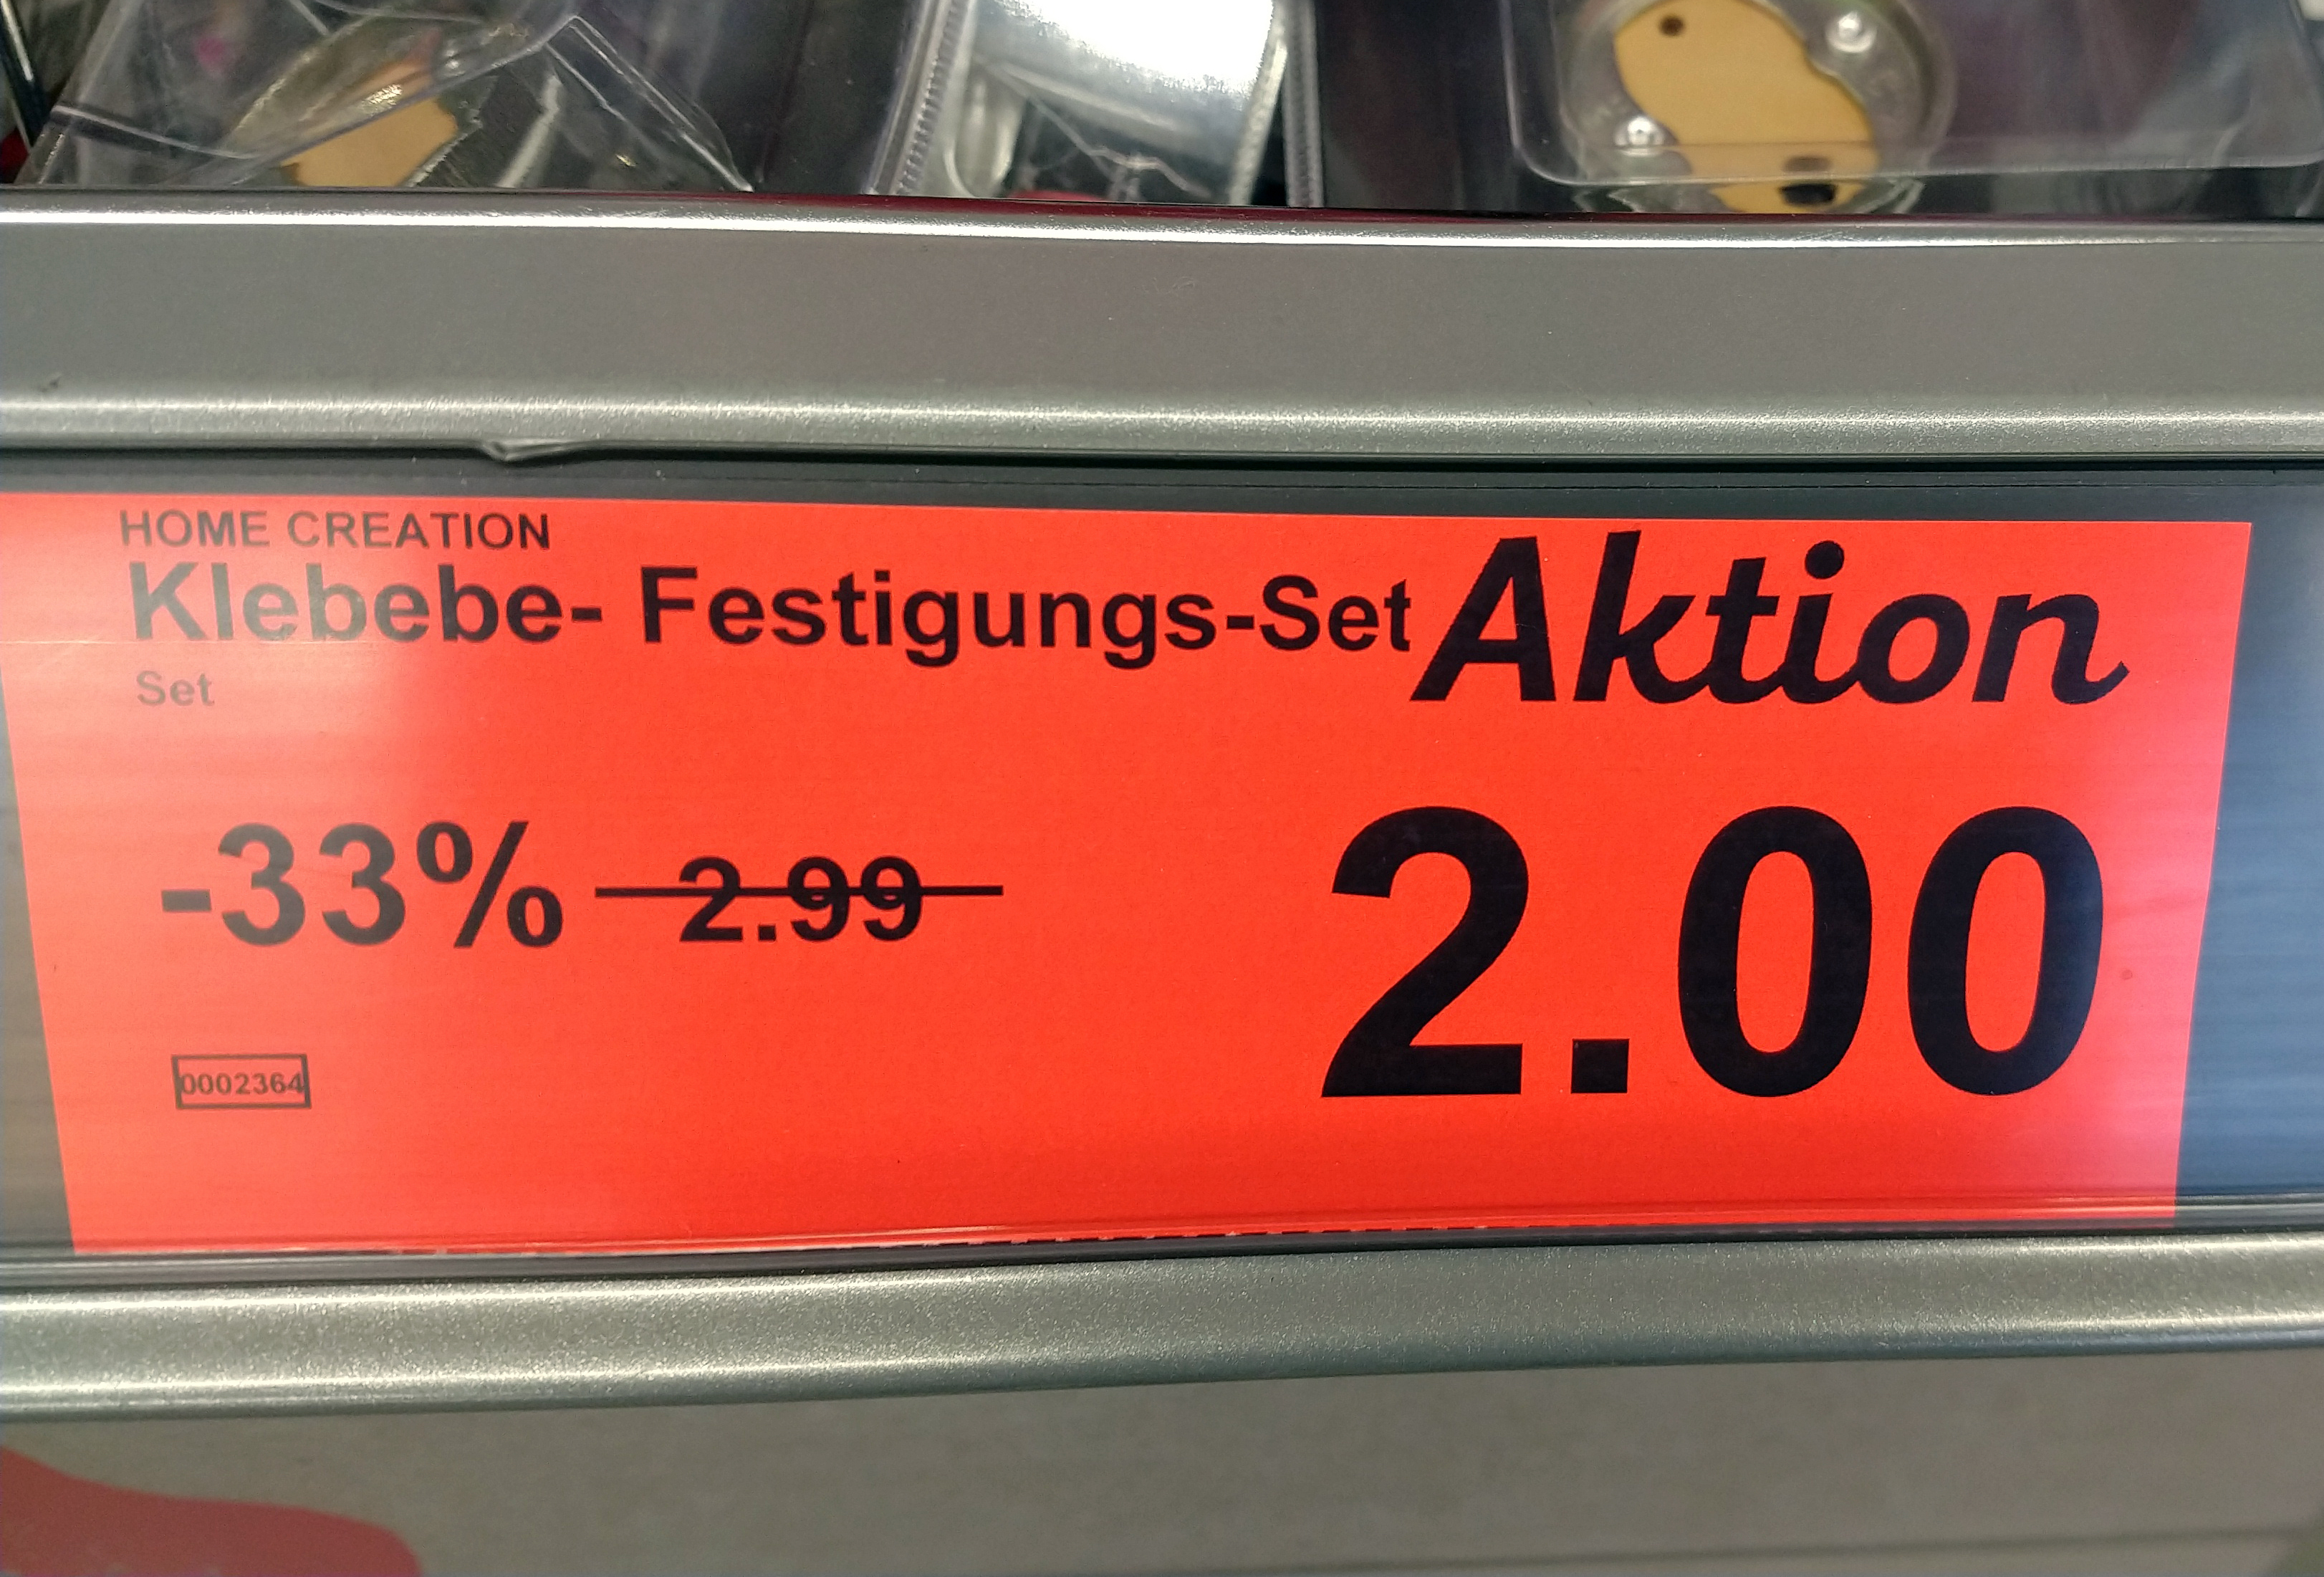 HOME CREATION
Klebebe- Festigungs-Set
Aktion
Set
-33% 2.99
2.00
0002364